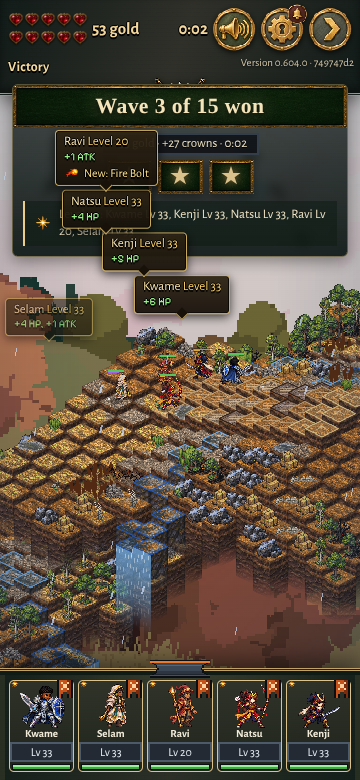 53 gold
0:02
Version 0.604.0 · 749747d2
Victory
Wave 3 of 15 won
+27 crowns · 0:02
Ravi Level 20
+1 ATK
New: Fire Bolt
Lv 33, Kenji Lv 33, Natsu Lv 33, Ravi Lv
20, Selam
Natsu Level 33
+4 HP
Kenji Level 33
+5 HP
Kwame Level 33
+6 HP
Selam Level 33
+4 HP, +1 ATK
Kwame
Selam
Ravi
Natsu
Kenji
Lv 33
Lv 33
Lv 20
Lv 33
Lv 33